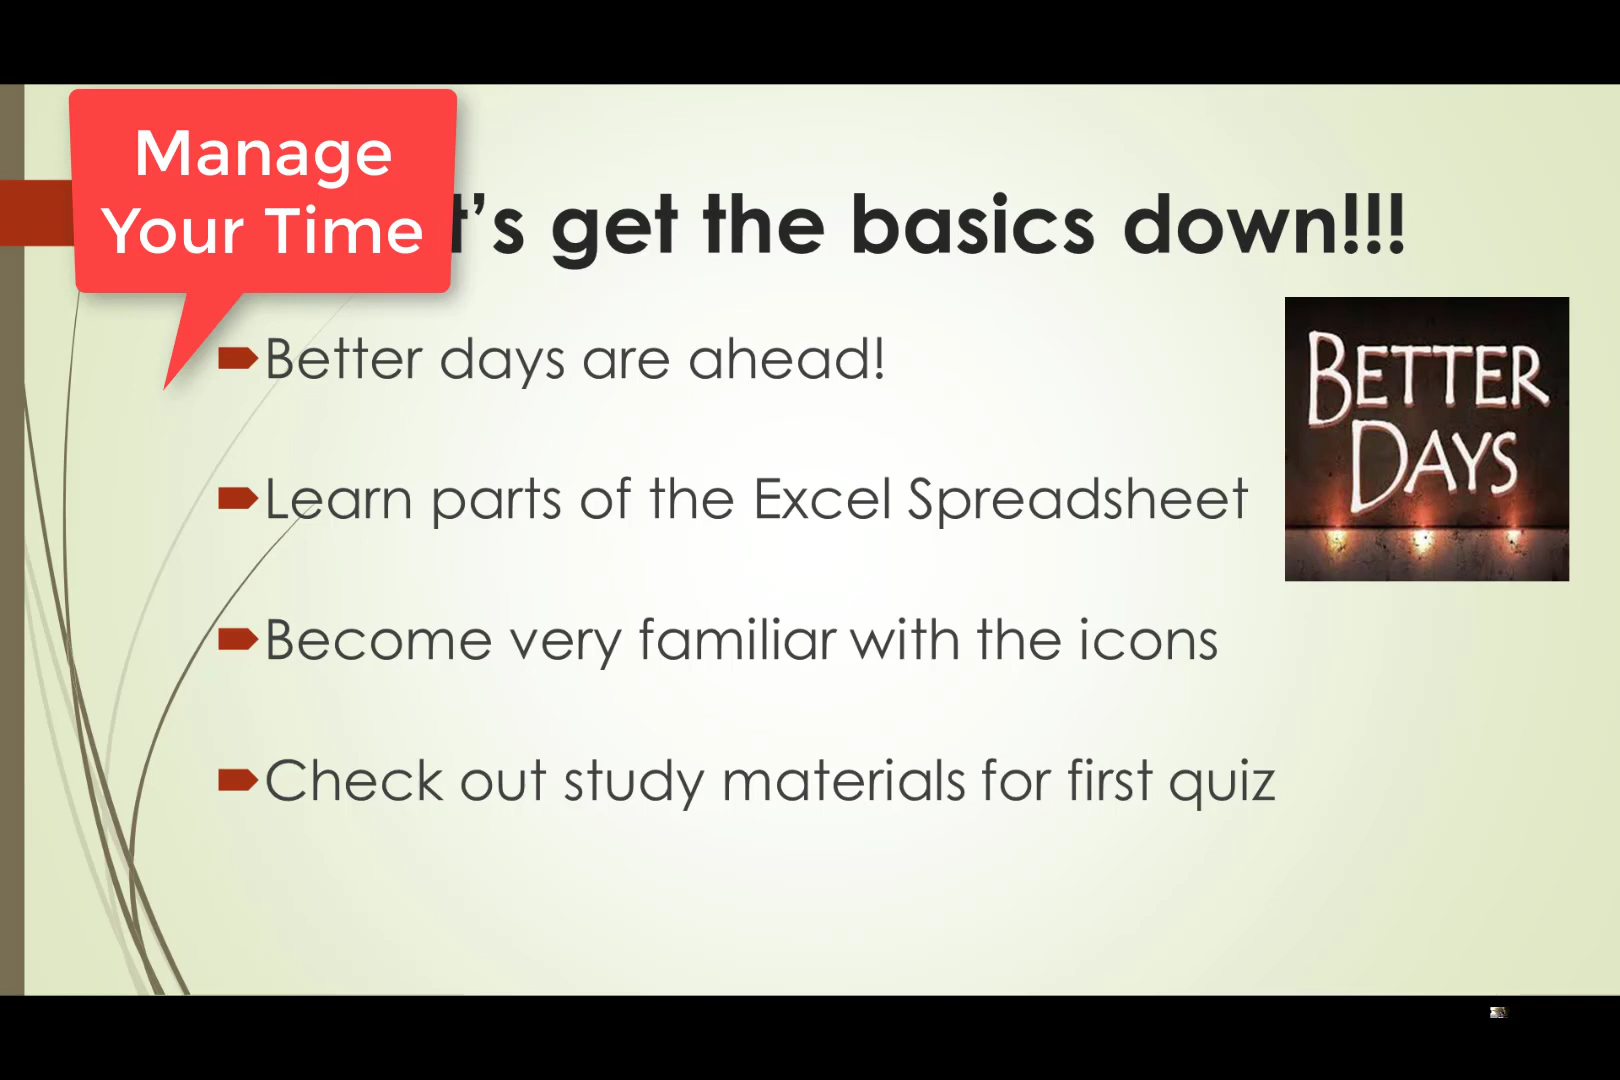 Manage
Your Time
t’s get the basics down!!!
Better days are ahead!
Learn parts of the Excel Spreadsheet
Become very familiar with the icons
Check out study materials for first quiz
BETTER
DAYS